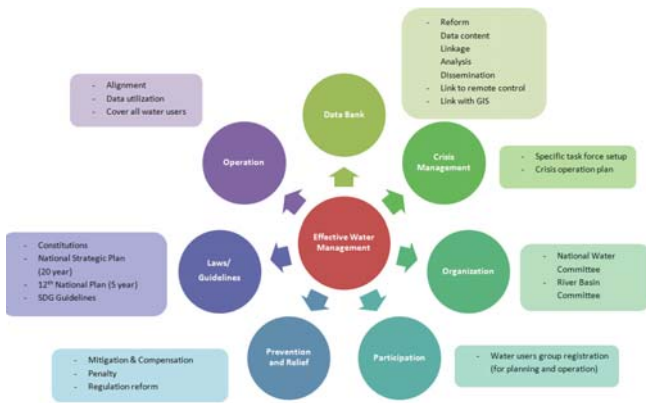 - Reform
Data content
Linkage
Analysis
Dissemination
- Link to remote control
- Link with GIS
Data Bank
- Alignment
- Data utilization
- Cover all water users
Operation
Crisis
Management
- Specific task force setup
- Crisis operation plan
Effective Water
Management
- Constitutions
- National Strategic Plan
(20 year)
- 12th National Plan (5 year)
- SDG Guidelines
Laws/
Guidelines
Organization
- National Water
Committee
- River Basin
Committee
Prevention
and Relief
- Mitigation & Compensation
- Penalty
- Regulation reform
Participation
- Water users group registration
(for planning and operation)